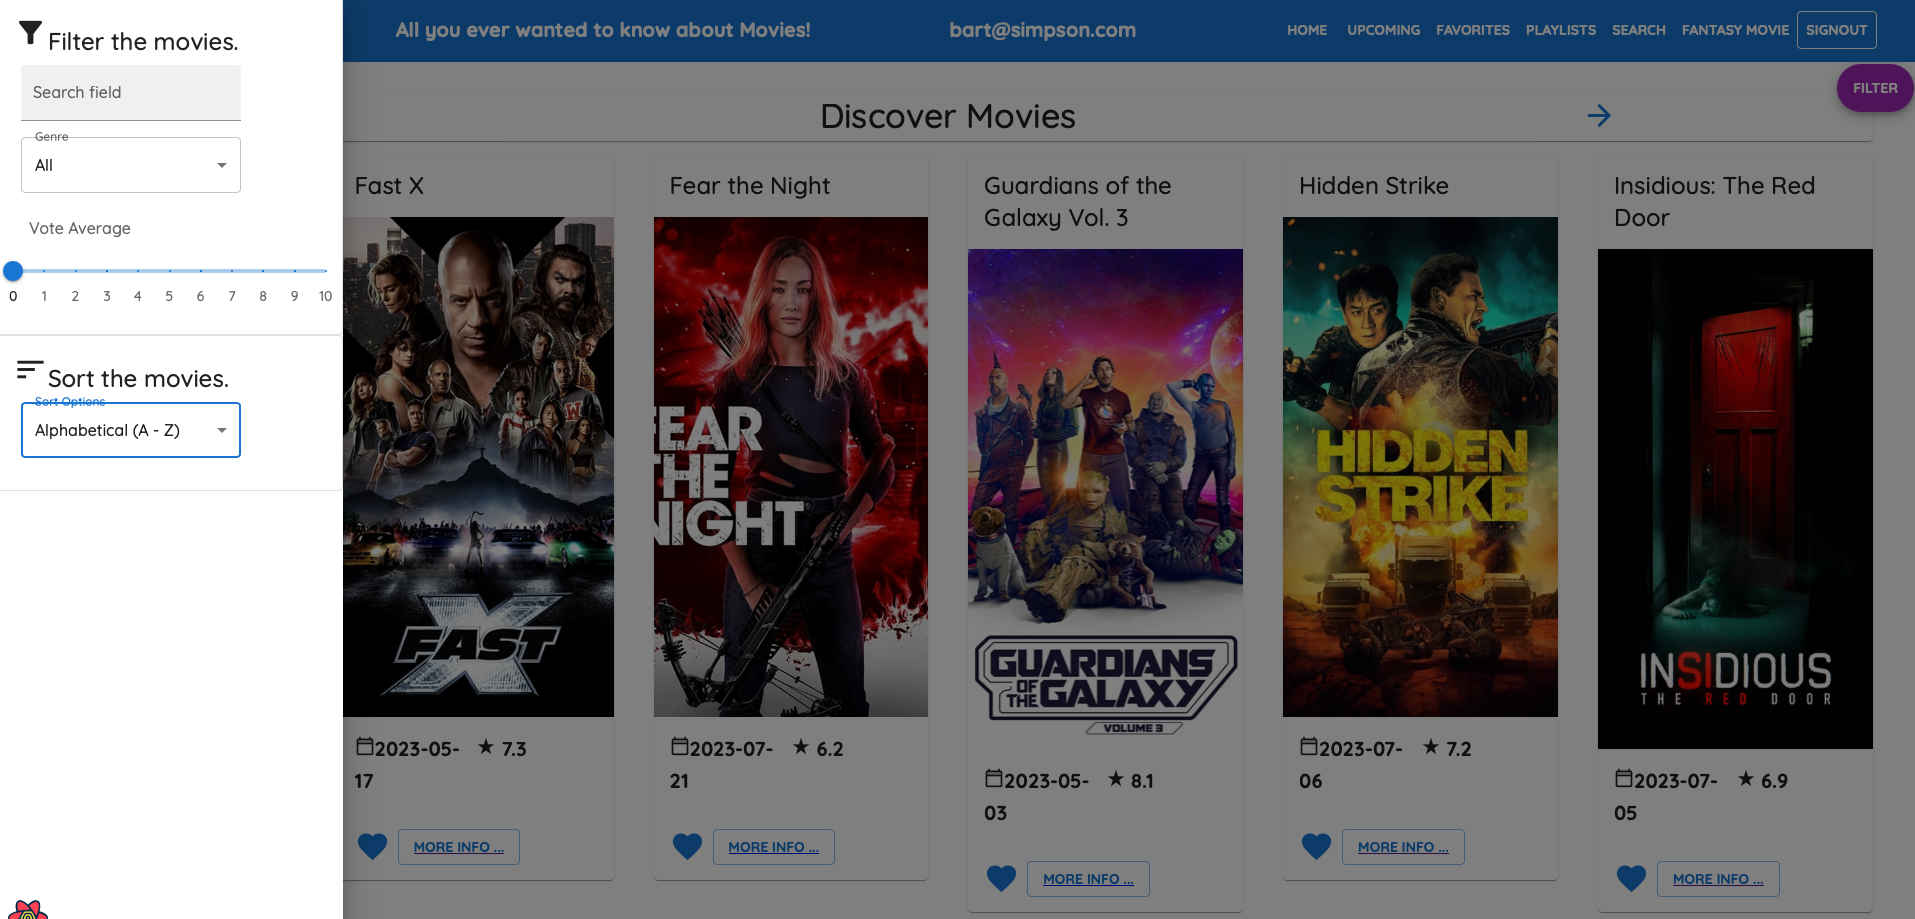 Filter the movies.
Search field
Genre
All
Vote Average
0 1 2 3 4 5 6 7 8 9 10
Sort the movies.
Sort Options
Alphabetical (A - Z)
All you ever wanted to know about Movies!
bart@simpson.com
HOME
UPCOMING
FAVORITES
PLAYLISTS
SEARCH
FANTASY MOVIE
SIGNOUT
FILTER
Discover Movies
Fast X
W
FAST X
2023-05-
17
7.3
MORE INFO ...
Fear the Night
FEAR
THE
NIGHT
2023-07-
21
6.2
MORE INFO ...
Guardians of the
Galaxy Vol. 3
GUARDIANS
OF THE
GALAXY
VOLUME 3
2023-05-
03
8.1
MORE INFO ...
Hidden Strike
HIDDEN
STRIKE
2023-07-
06
7.2
MORE INFO ...
Insidious: The Red
Door
INSIDIOUS
THE RED DOOR
2023-07-
05
6.9
MORE INFO ...